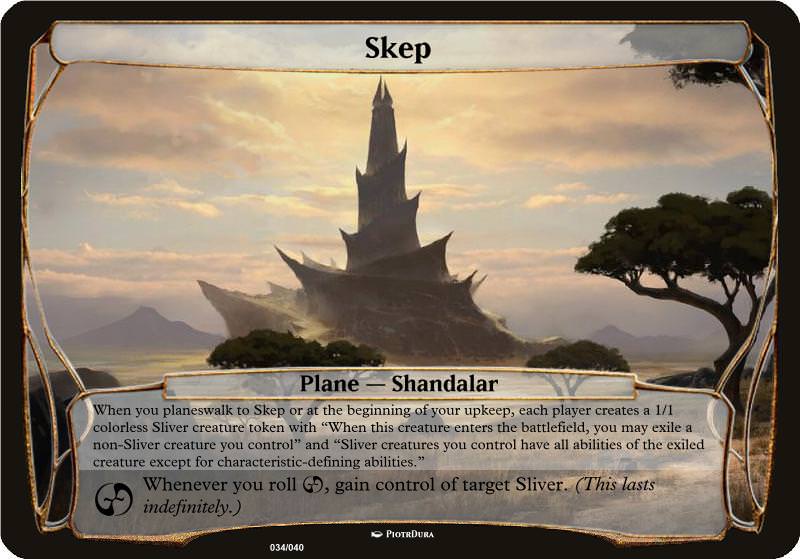 Skep
Plane — Shandalar
When you planeswalk to Skep or at the beginning of your upkeep, each player creates a 1/1
colorless Sliver creature token with “When this creature enters the battlefield, you may exile a
non-Sliver creature you control” and “Sliver creatures you control have all abilities of the exiled
creature except for characteristic-defining abilities.”
Whenever you roll , gain control of target Sliver. (This lasts
indefinitely.)
PiotrDura
034/040